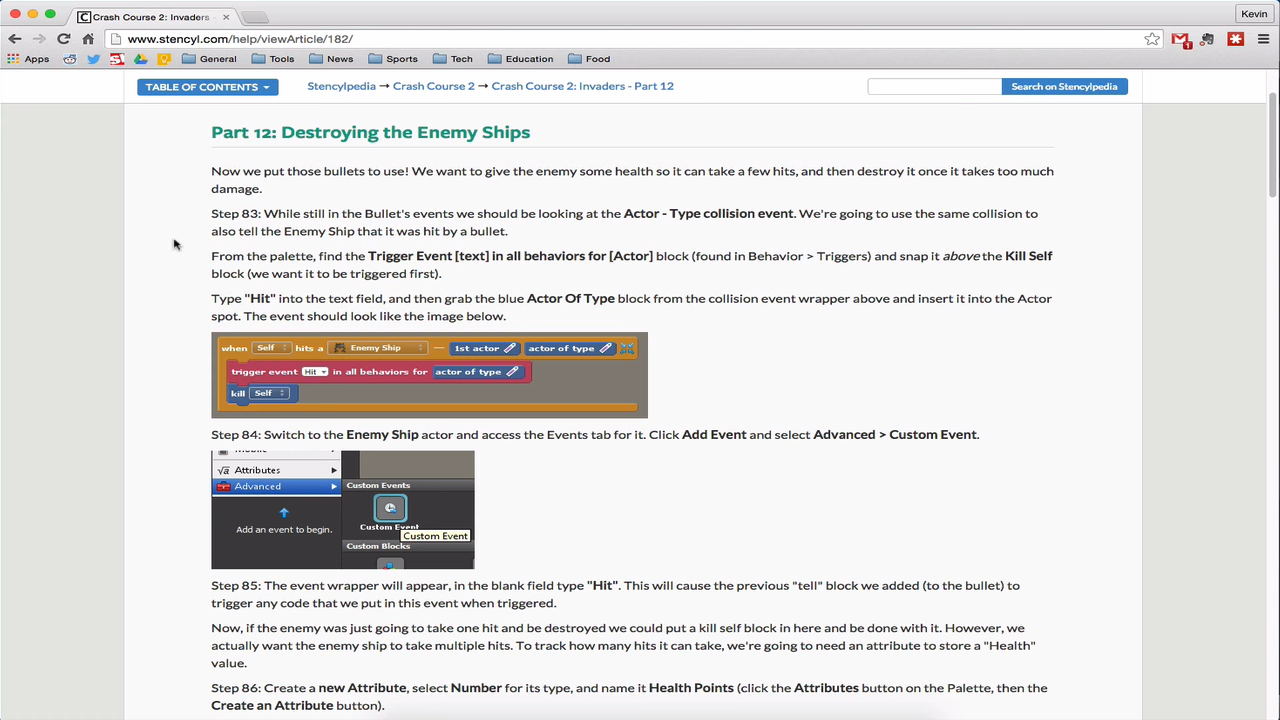 Crash Course 2: Invaders
Kevin
www.stencyl.com/help/viewArticle/182/
Apps General Tools News Sports Tech Education Food
TABLE OF CONTENTS Stencylpedia → Crash Course 2 → Crash Course 2: Invaders - Part 12 Search on Stencylpedia
Part 12: Destroying the Enemy Ships
Now we put those bullets to use! We want to give the enemy some health so it can take a few hits, and then destroy it once it takes too much
damage.
Step 83: While still in the Bullet's events we should be looking at the Actor - Type collision event. We're going to use the same collision to
also tell the Enemy Ship that it was hit by a bullet.
From the palette, find the Trigger Event [text] in all behaviors for [Actor] block (found in Behavior > Triggers) and snap it above the Kill Self
block (we want it to be triggered first).
Type "Hit" into the text field, and then grab the blue Actor Of Type block from the collision event wrapper above and insert it into the Actor
spot. The event should look like the image below.
when Self hits a Enemy Ship — 1st actor actor of type
trigger event Hit in all behaviors for actor of type
kill Self
Step 84: Switch to the Enemy Ship actor and access the Events tab for it. Click Add Event and select Advanced > Custom Event.
Attributes
Advanced Custom Events
Add an event to begin. Custom Event
Custom Event
Custom Blocks
Step 85: The event wrapper will appear, in the blank field type "Hit". This will cause the previous "tell" block we added (to the bullet) to
trigger any code that we put in this event when triggered.
Now, if the enemy was just going to take one hit and be destroyed we could put a kill self block in here and be done with it. However, we
actually want the enemy ship to take multiple hits. To track how many hits it can take, we're going to need an attribute to store a "Health"
value.
Step 86: Create a new Attribute, select Number for its type, and name it Health Points (click the Attributes button on the Palette, then the
Create an Attribute button).